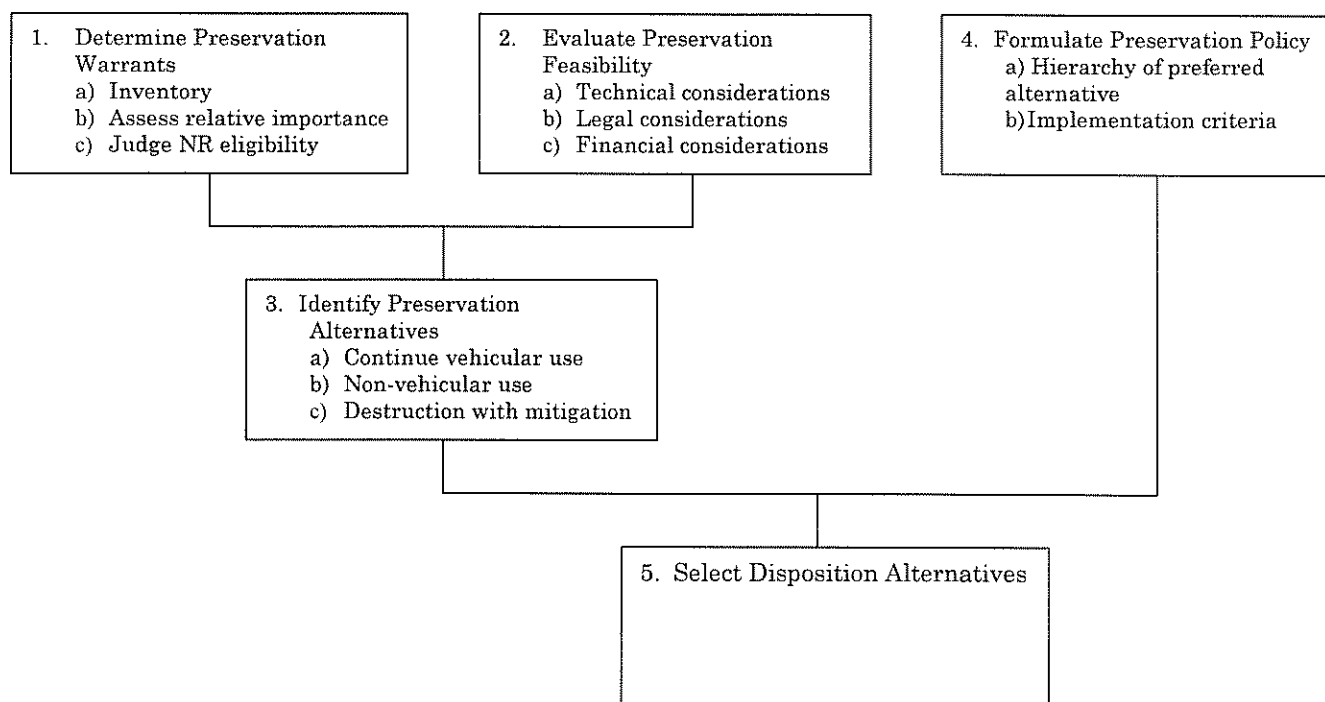 1. Determine Preservation
Warrants
a) Inventory
b) Assess relative importance
c) Judge NR eligibility
2. Evaluate Preservation
Feasibility
a) Technical considerations
b) Legal considerations
c) Financial considerations
4. Formulate Preservation Policy
a) Hierarchy of preferred
alternative
b)Implementation criteria
3. Identify Preservation
Alternatives
a) Continue vehicular use
b) Non-vehicular use
c) Destruction with mitigation
5. Select Disposition Alternatives